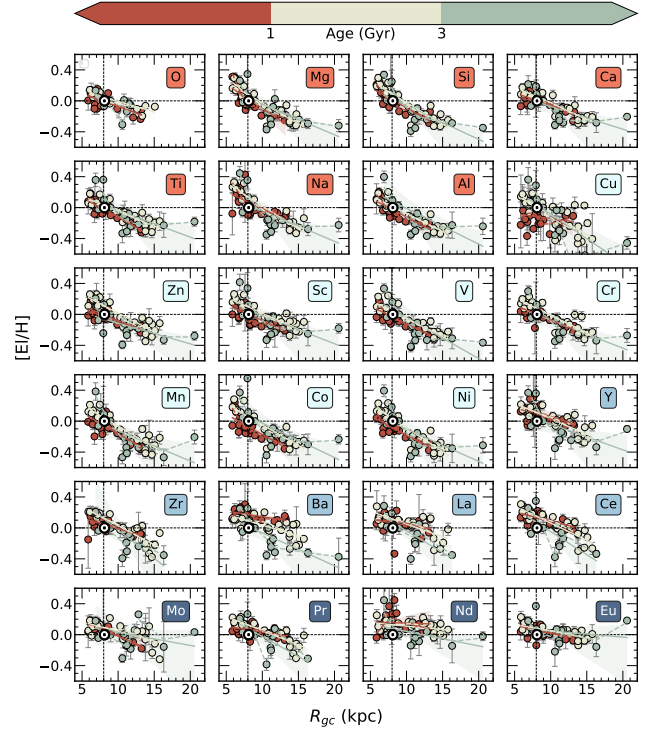 1 Age (Gyr) 3
O Mg Si Ca
0.4
0.0
−0.4
Ti Na Al Cu
0.4
0.0
−0.4
Zn Sc V Cr
0.4
0.0
−0.4
[El/H]
Mn Co Ni Y
0.4
0.0
−0.4
Zr Ba La Ce
0.4
0.0
−0.4
Mo Pr Nd Eu
0.4
0.0
−0.4
5 10 15 20 5 10 15 20 5 10 15 20 5 10 15 20
R_gc (kpc)